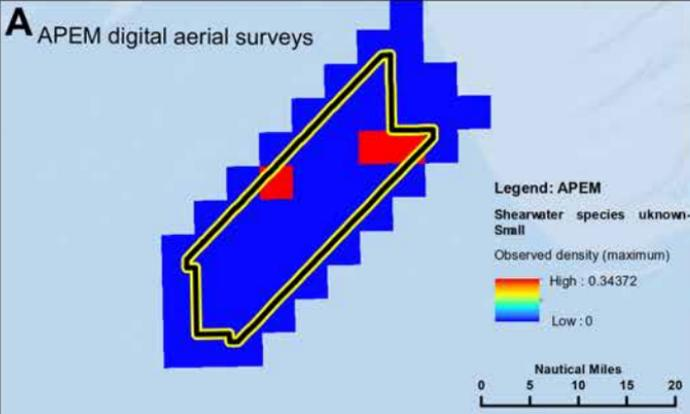 A APEM digital aerial surveys
Legend: APEM
Shearwater species uknown-
Small
Observed density (maximum)
High : 0.34372
Low : 0
Nautical Miles
0 5 10 15 20